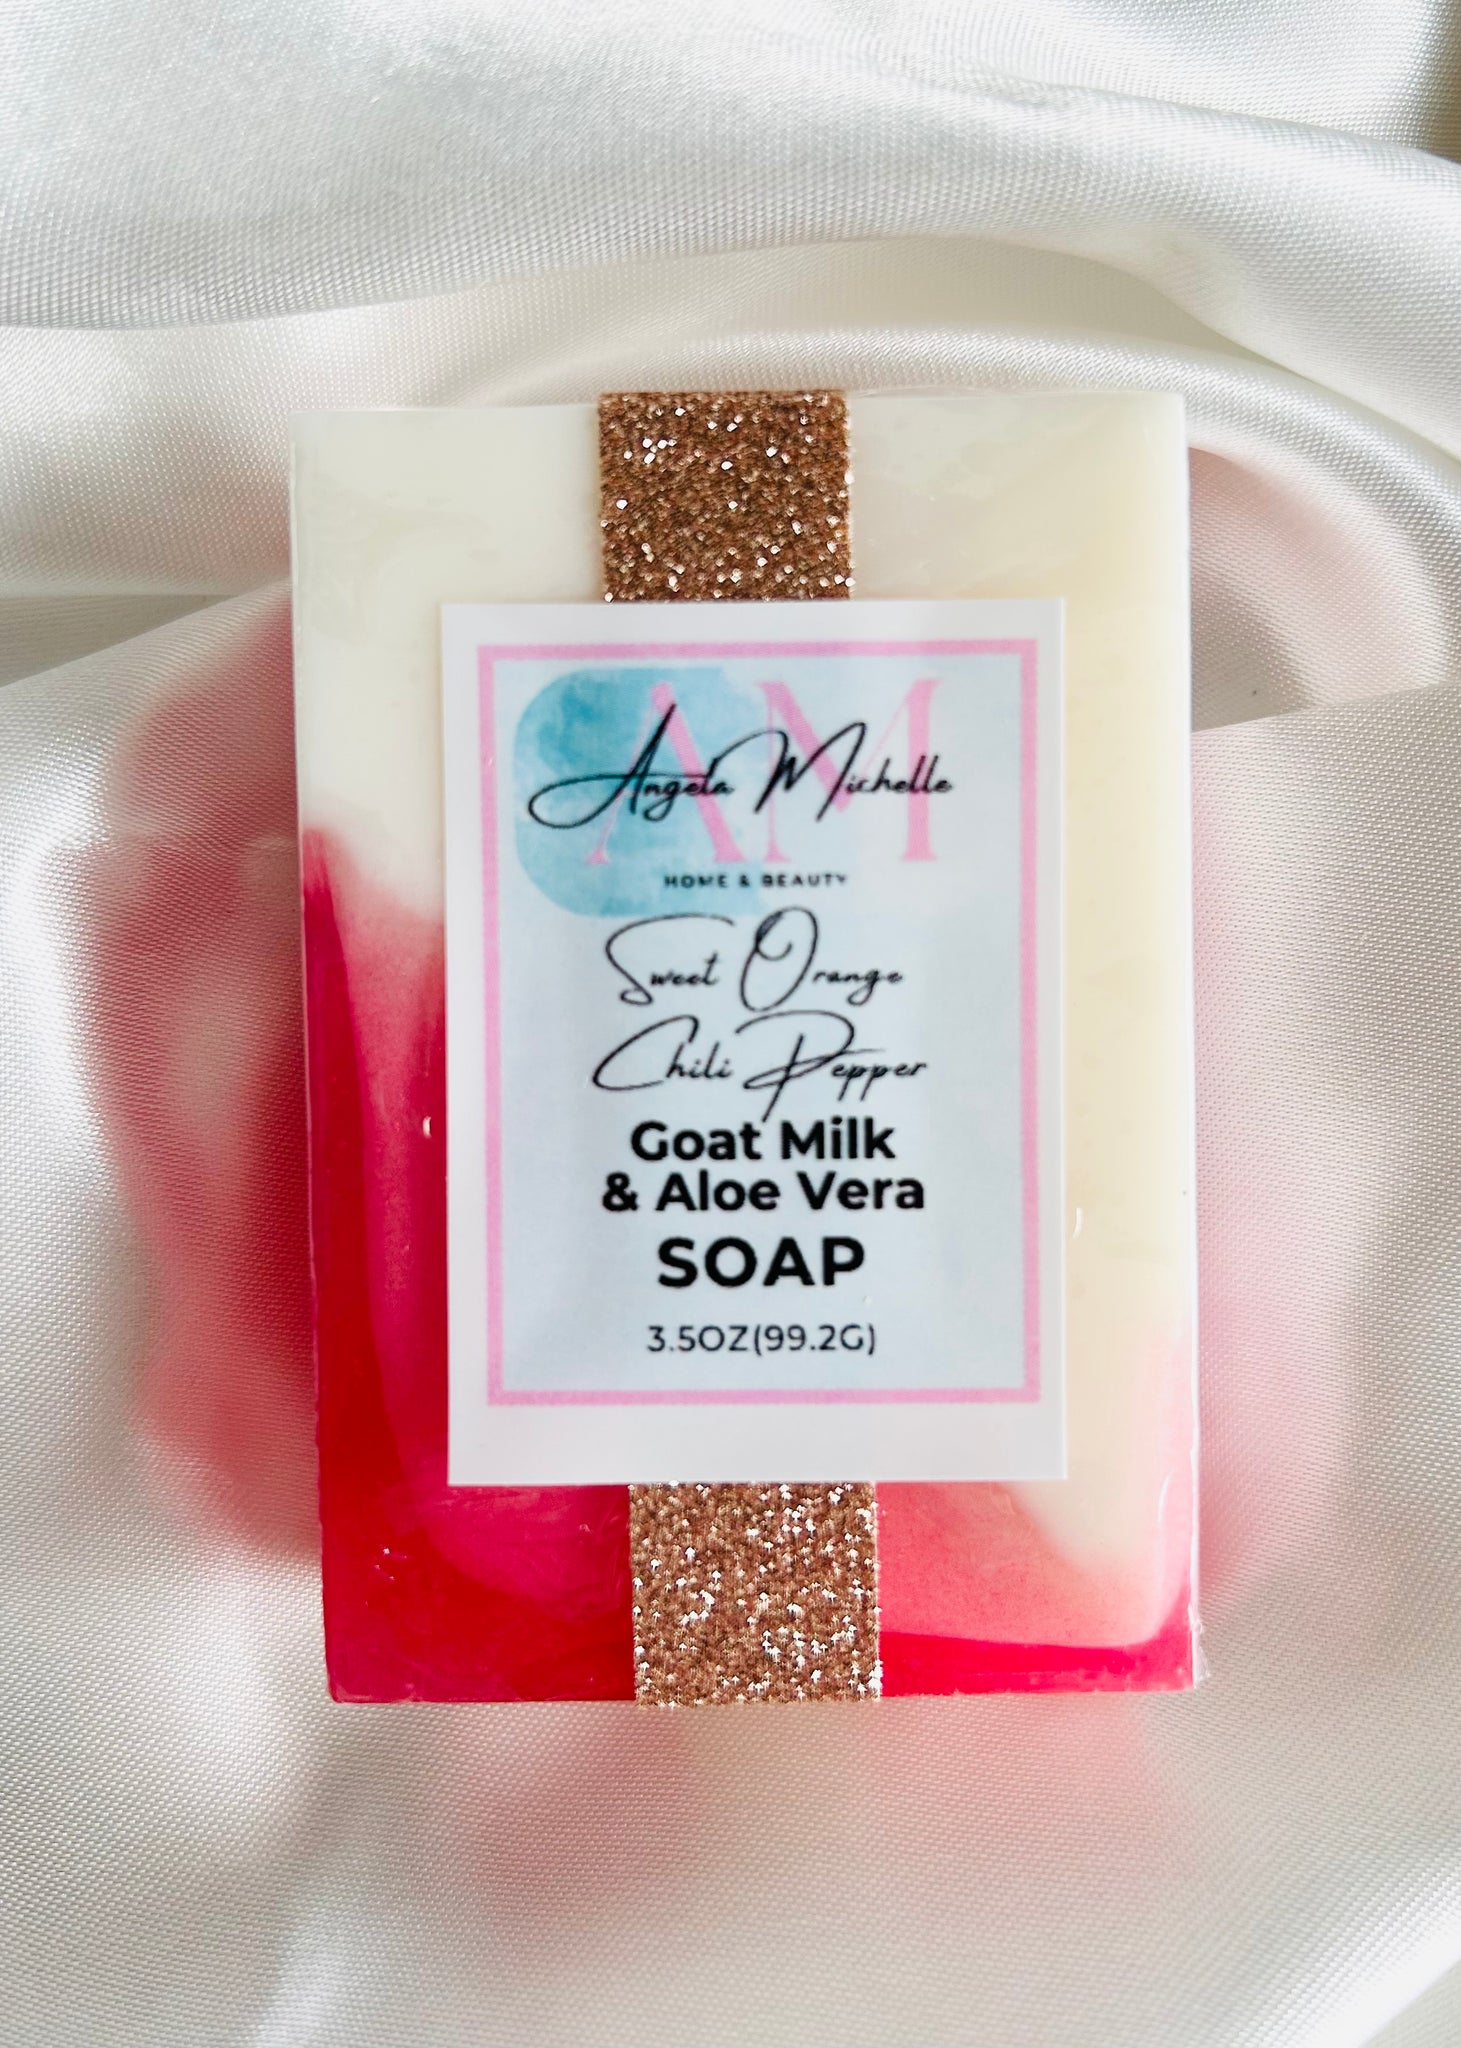 AM
Angela Michelle
HOME & BEAUTY
Sweet Orange
Chili Pepper
Goat Milk
& Aloe Vera
SOAP
3.5OZ(99.2G)